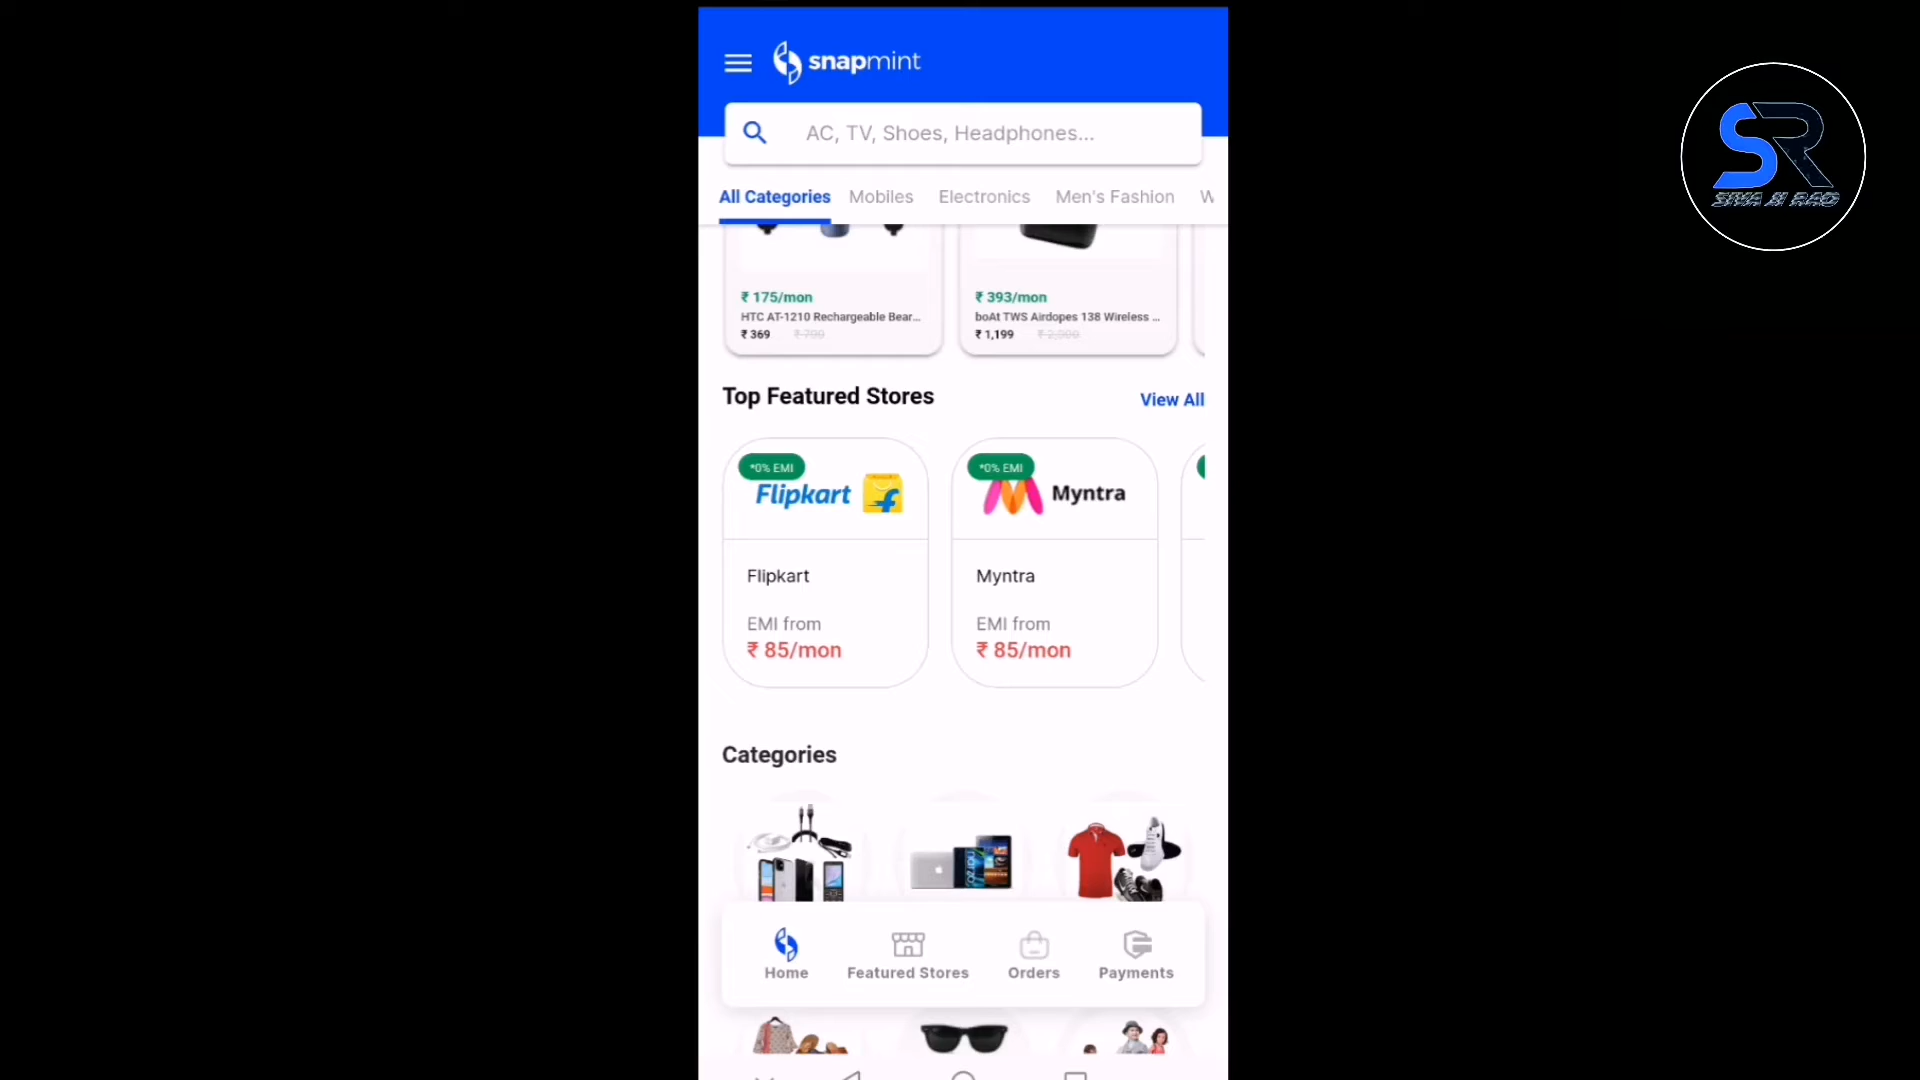 snapmint
AC, TV, Shoes, Headphones...
All Categories Mobiles Electronics Men's Fashion W
₹ 175/mon
HTC AT-1210 Rechargeable Bear...
₹ 369 ₹ 799
₹ 393/mon
boAt TWS Airdopes 138 Wireless ...
₹ 1,199
Top Featured Stores
View All
*0% EMI
Flipkart
Flipkart
EMI from
₹ 85/mon
*0% EMI
Myntra
Myntra
EMI from
₹ 85/mon
Categories
Home Featured Stores Orders Payments
SR